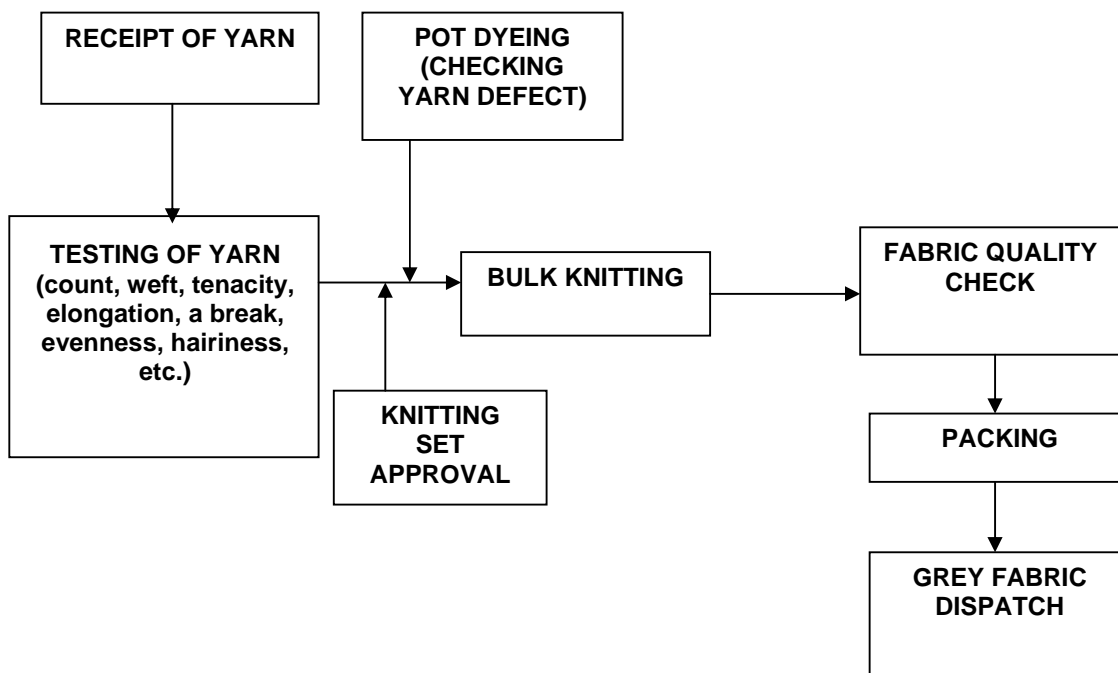 RECEIPT OF YARN
POT DYEING
(CHECKING
YARN DEFECT)
TESTING OF YARN
(count, weft, tenacity,
elongation, a break,
evenness, hairiness,
etc.)
KNITTING
SET
APPROVAL
BULK KNITTING
FABRIC QUALITY
CHECK
PACKING
GREY FABRIC
DISPATCH